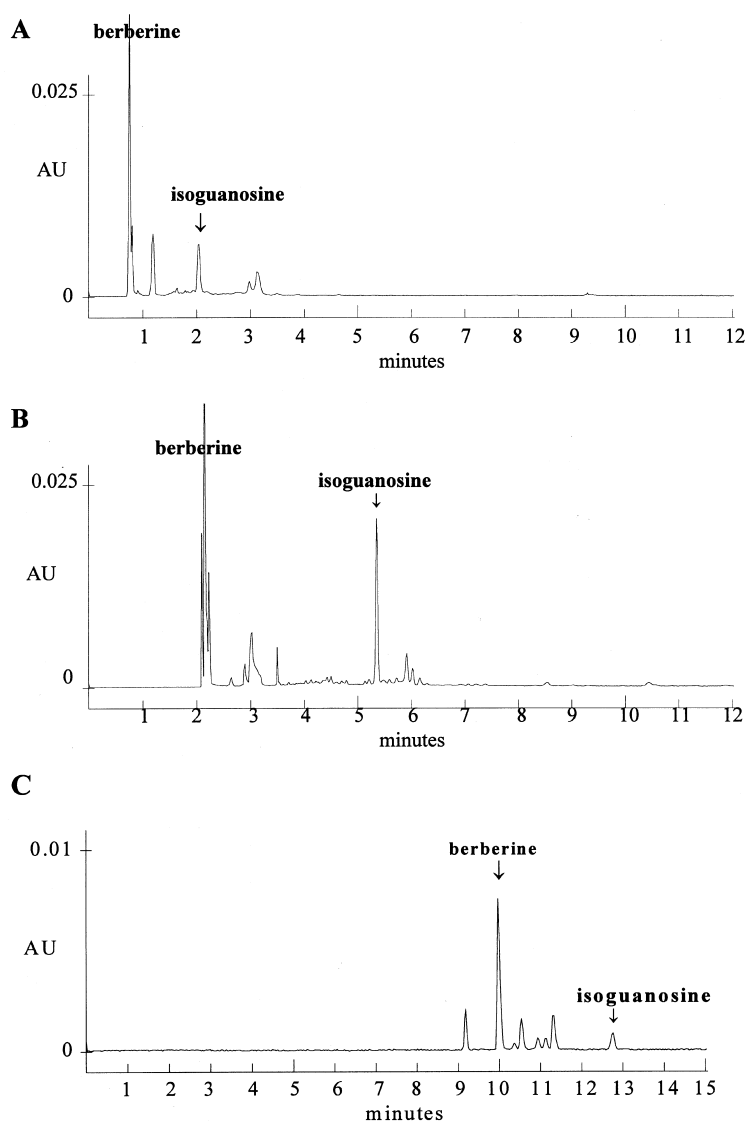 A
berberine
0.025
AU
isoguanosine
0
1 2 3 4 5 6 7 8 9 10 11 12
minutes
B
berberine
0.025
isoguanosine
AU
0
1 2 3 4 5 6 7 8 9 10 11 12
minutes
C
0.01
berberine
AU
isoguanosine
0
1 2 3 4 5 6 7 8 9 10 11 12 13 14 15
minutes